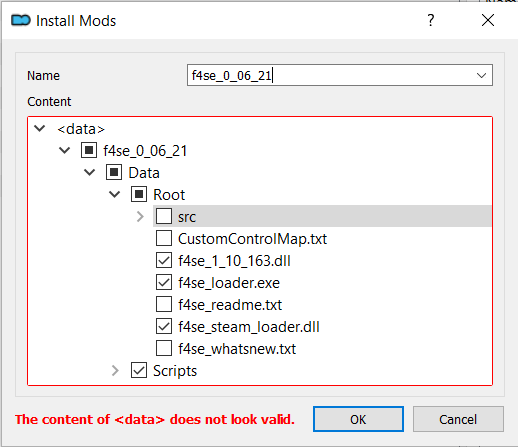 Install Mods
Name
f4se_0_06_21
Content
<data>
f4se_0_06_21
Data
Root
src
CustomControlMap.txt
f4se_1_10_163.dll
f4se_loader.exe
f4se_readme.txt
f4se_steam_loader.dll
f4se_whatsnew.txt
Scripts
The content of <data> does not look valid.
OK
Cancel